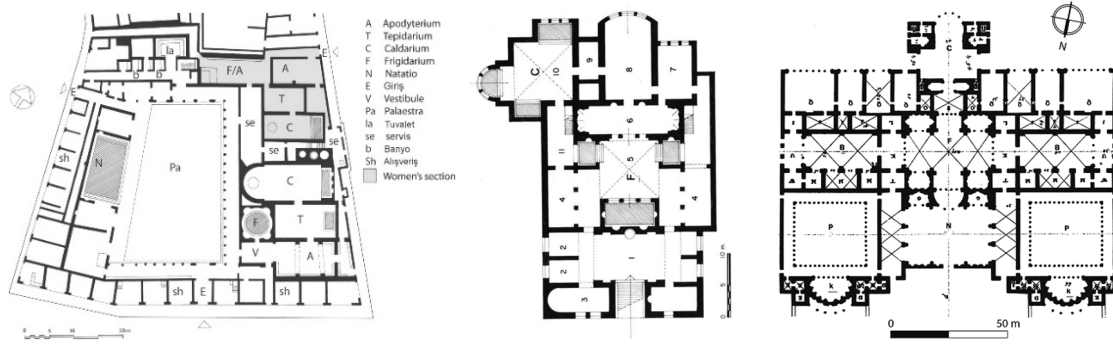 A Apodyterium
T Tepidarium
C Caldarium
F Frigidarium
N Natatio
E Giriş
V Vestibule
Pa Palaestra
la Tuvalet
se servis
b Banyo
Sh Alışveriş
Women's section
la
b
b
E
F/A
A
E
T
se
C
se
se
sh
N
Pa
C
F
T
V
A
sh
E
sh
C
10
9
8
7
6
11
5
F
4
4
2
2
1
3
10
5
0
N
C
B
F
B
P
N
P
k
k
0 50 m